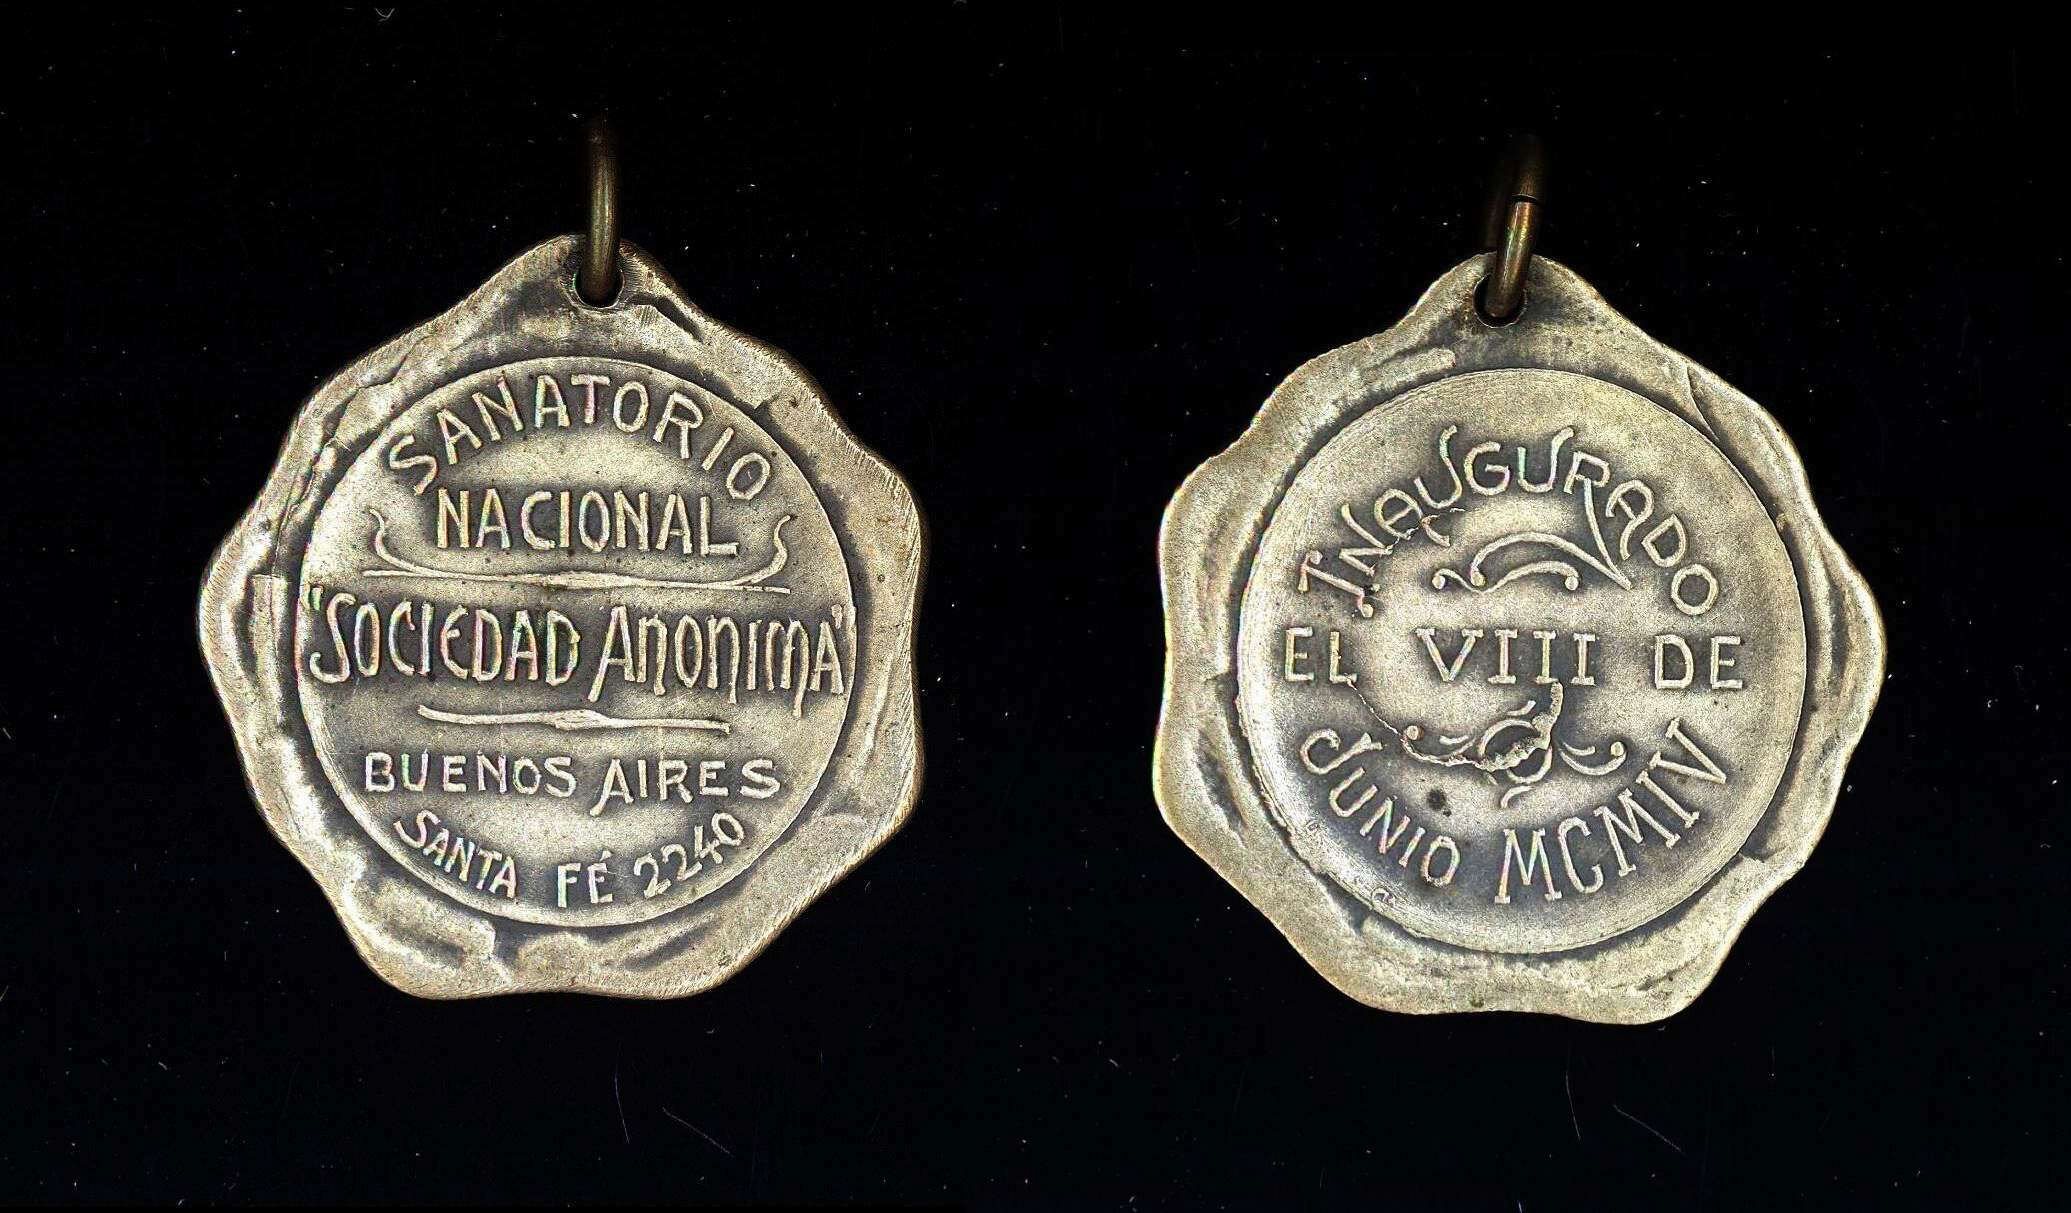 SANATORIO
NACIONAL
"SOCIEDAD ANONIMA"
BUENOS AIRES
SANTA FÉ 2240
INAUGURADO
EL VIII DE
JUNIO MCMIV